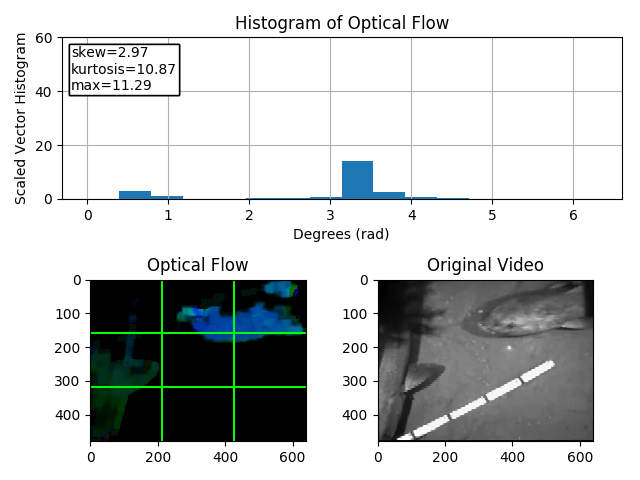 Histogram of Optical Flow
Scaled Vector Histogram
60
40
20
0
skew=2.97
kurtosis=10.87
max=11.29
0 1 2 3 4 5 6
Degrees (rad)
Optical Flow
0
100
200
300
400
0 200 400 600
Original Video
0
100
200
300
400
0 200 400 600